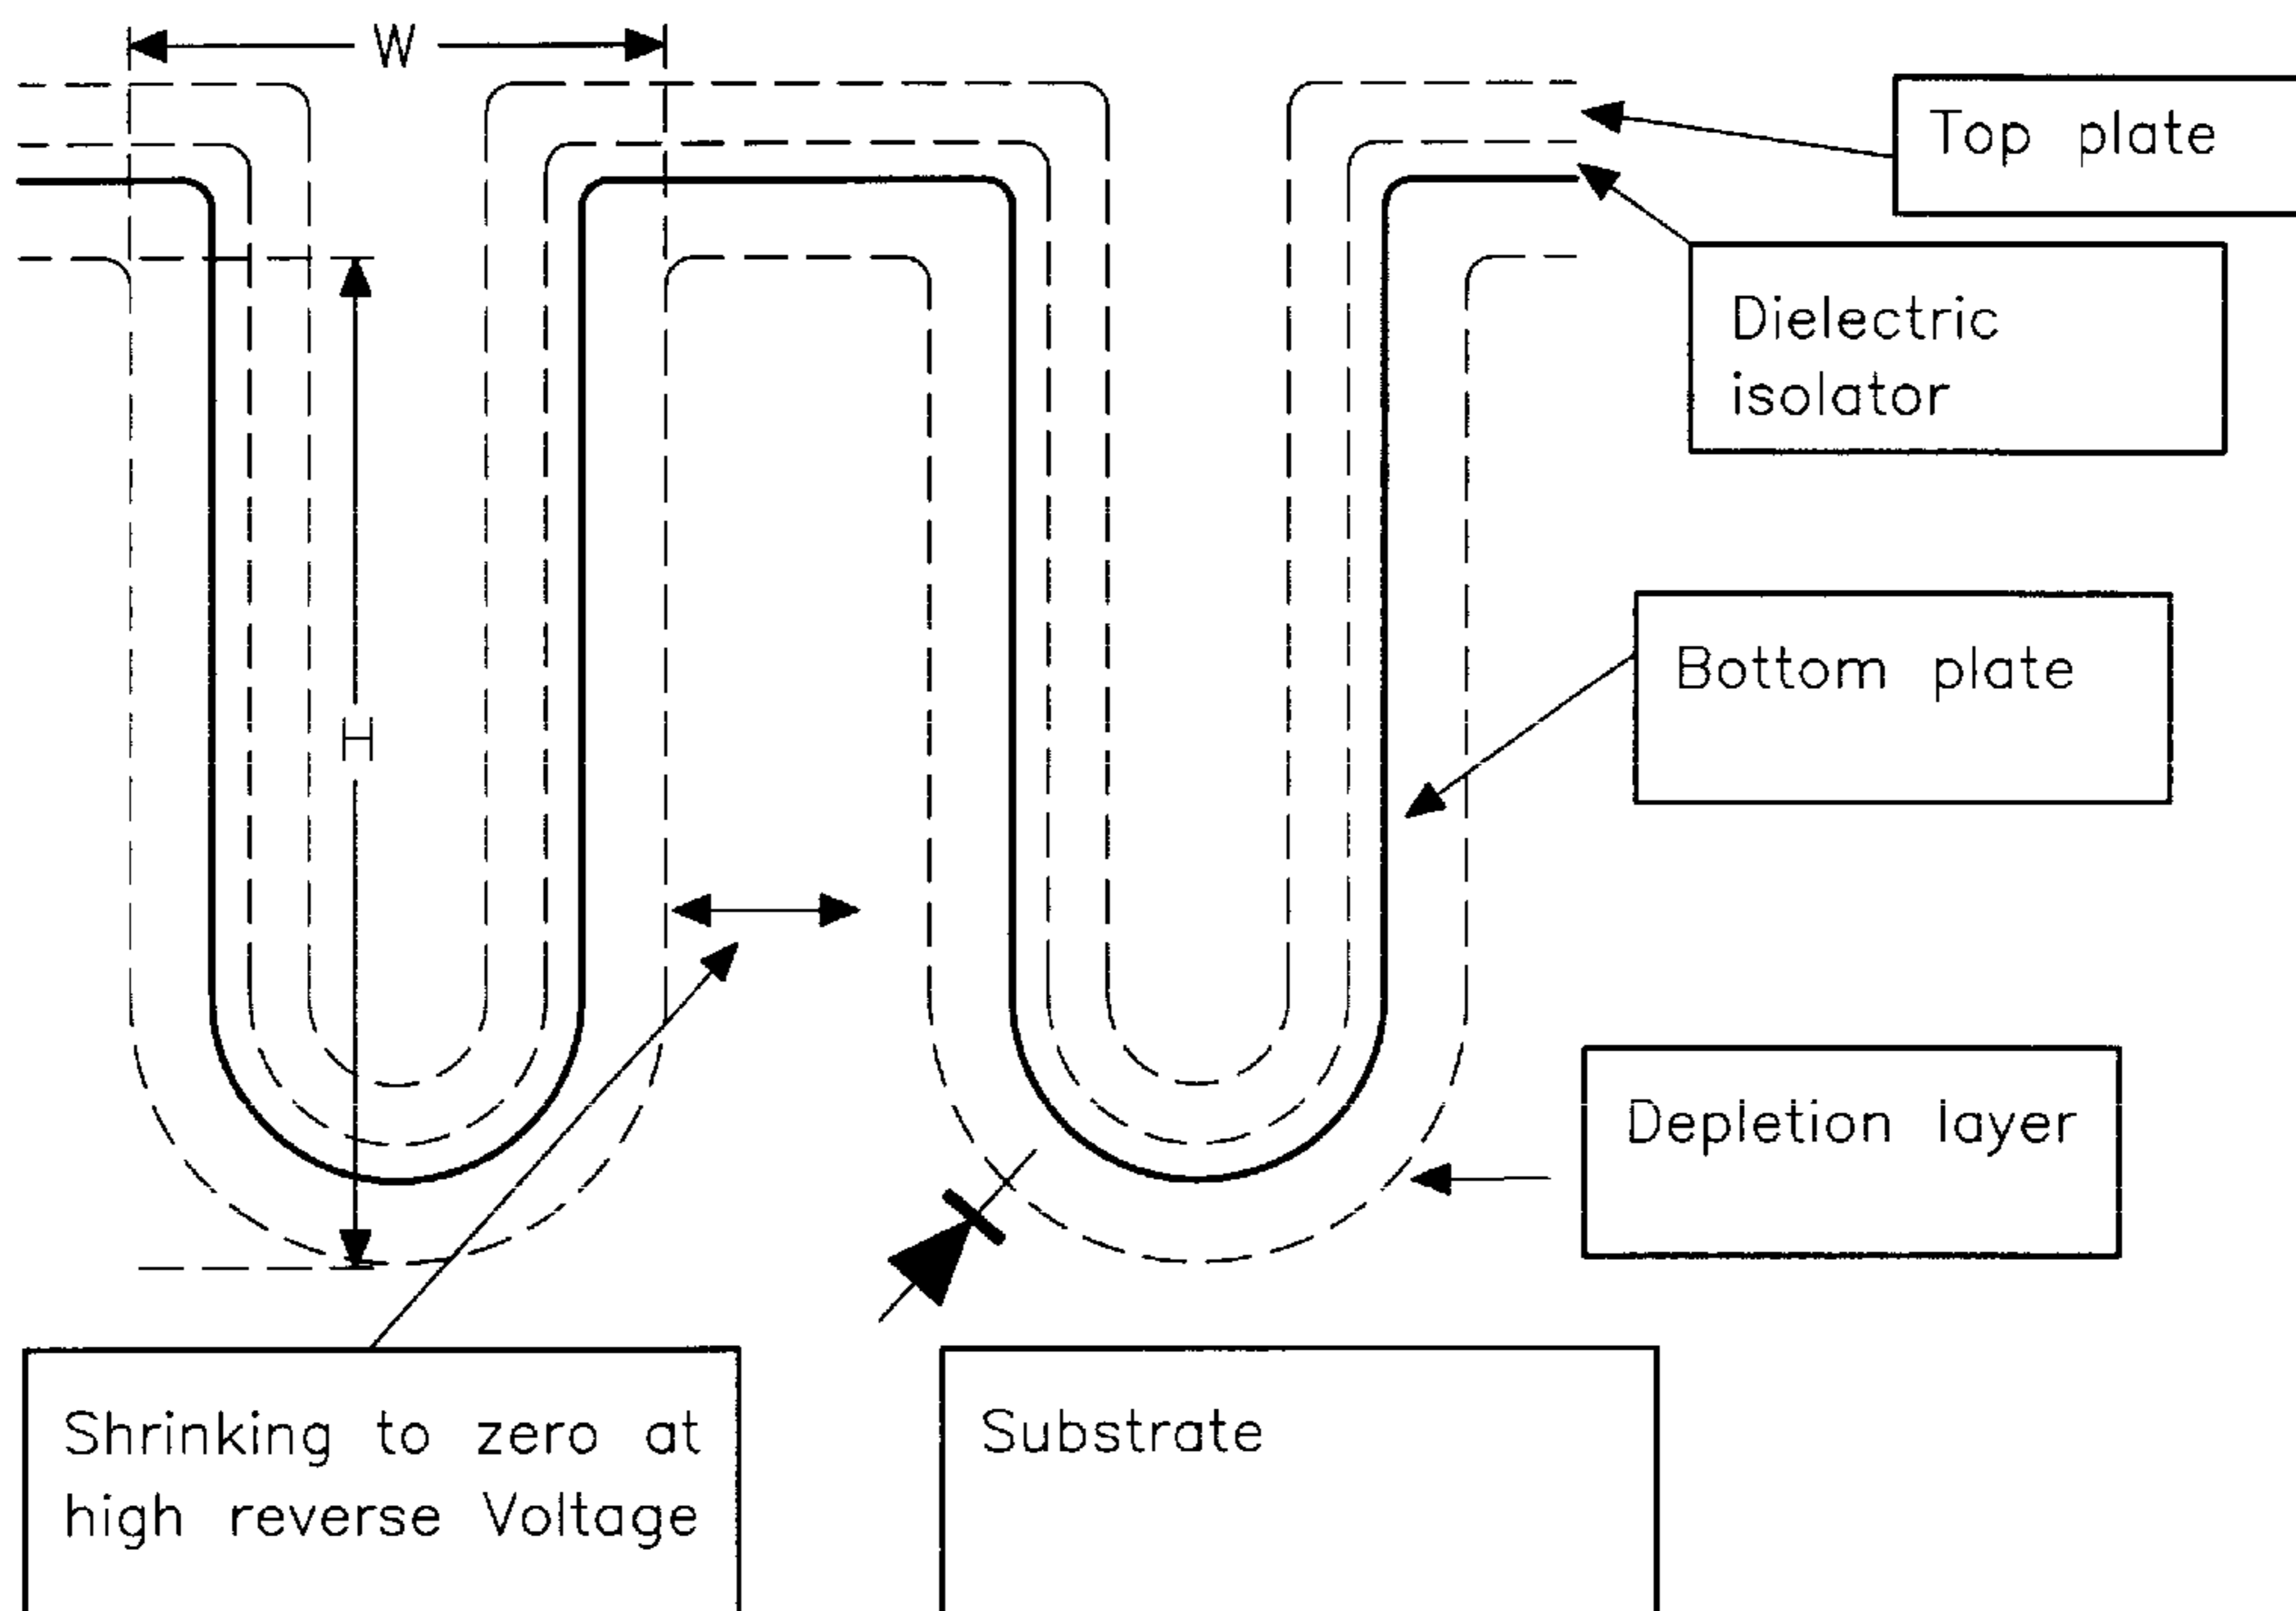 W
Top plate
Dielectric
isolator
Bottom plate
H
Depletion layer
Shrinking to zero at
high reverse Voltage
Substrate